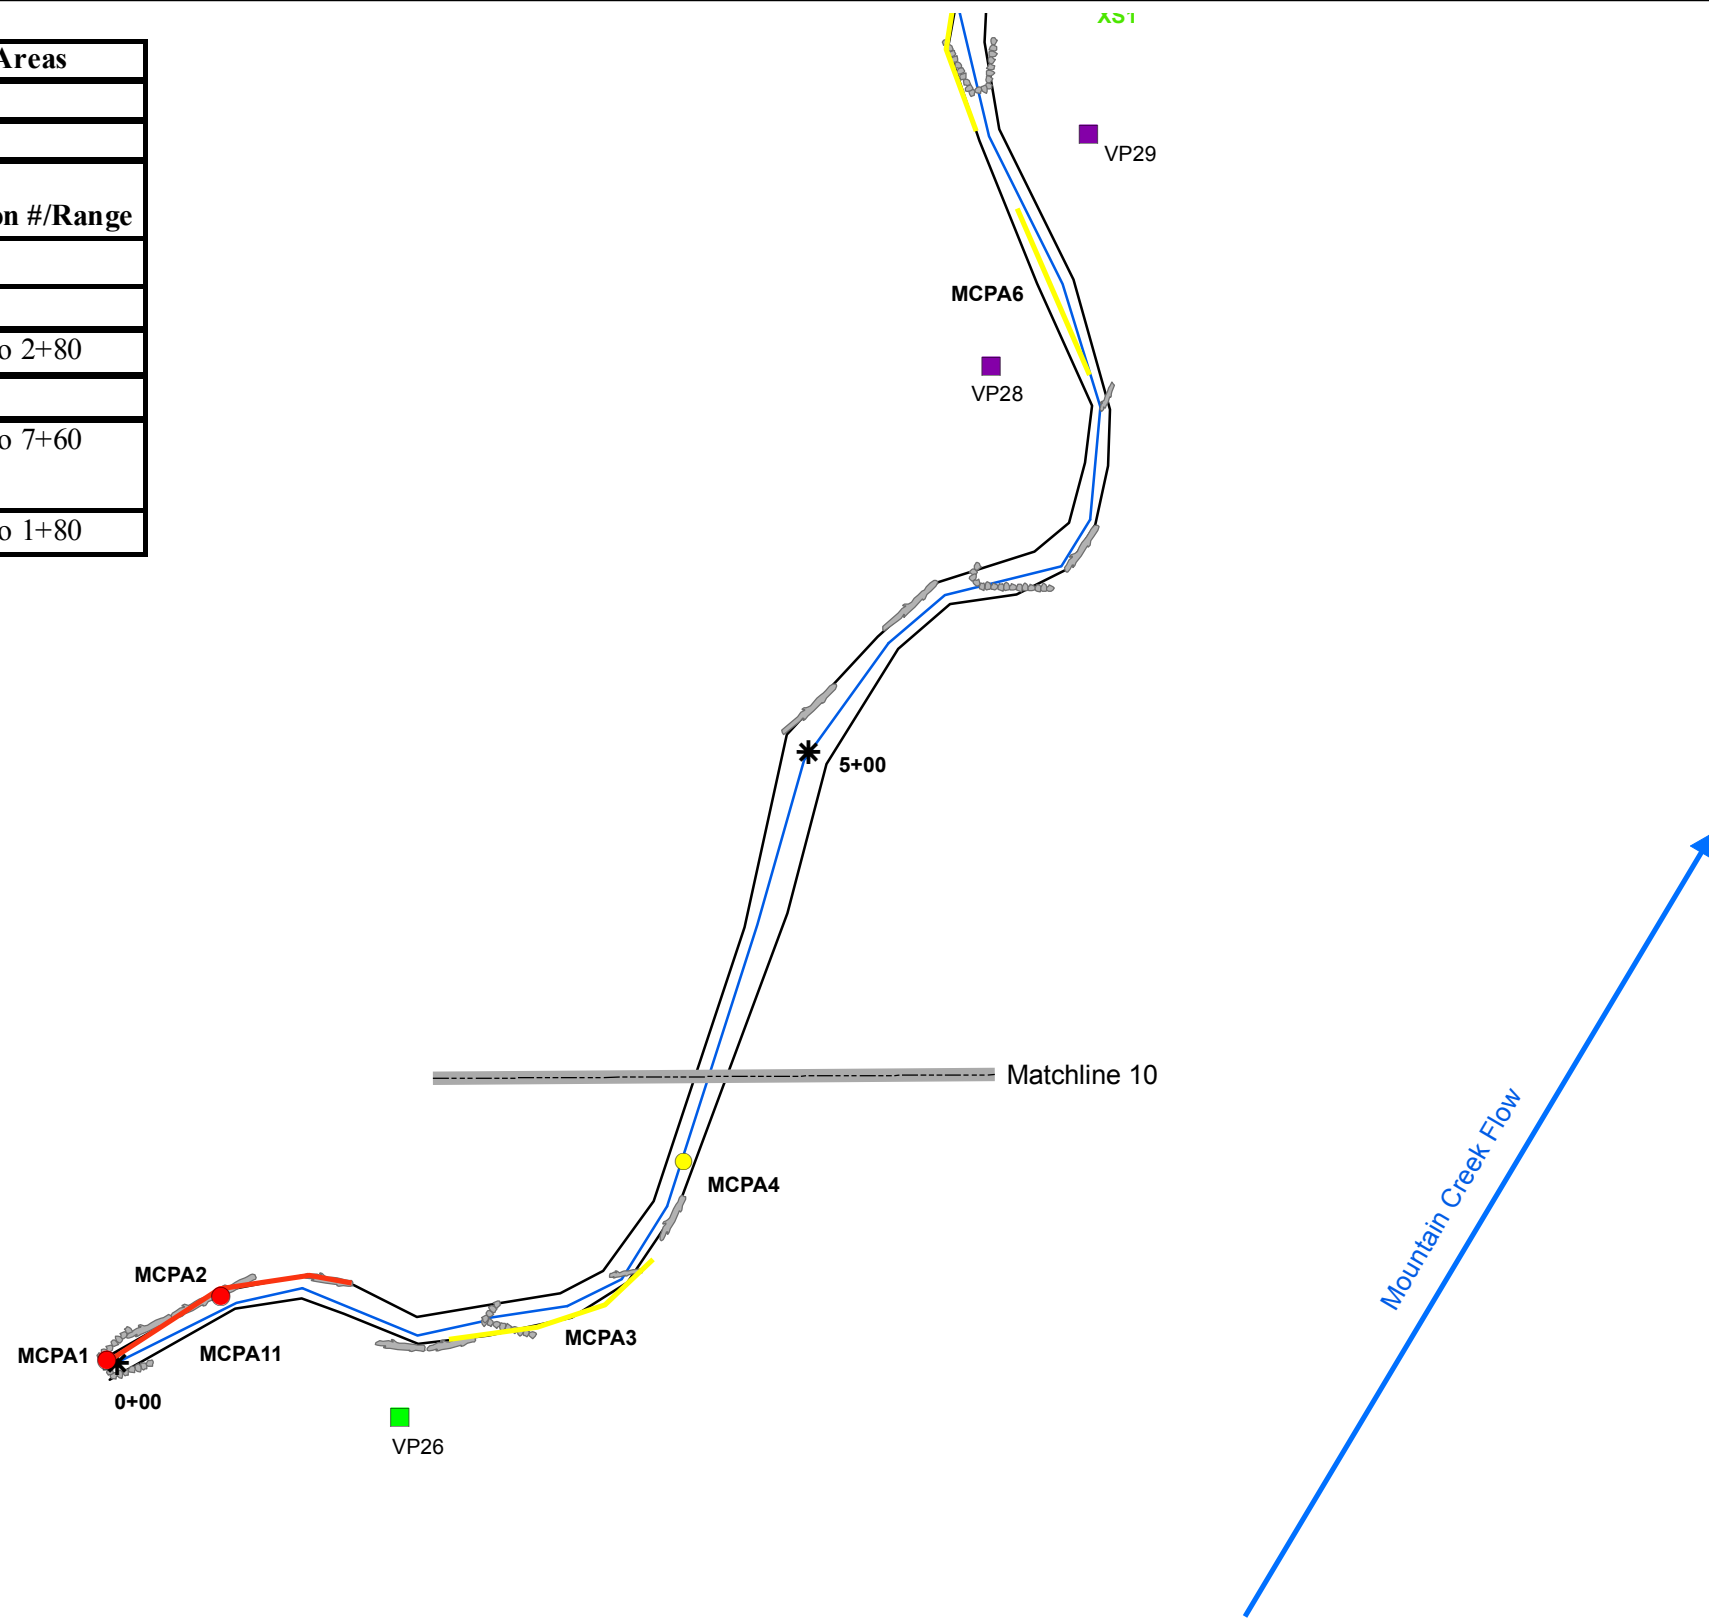 XS1
Areas
on #/Range
o 2+80
o 7+60
o 1+80
VP29
MCPA6
VP28
5+00
Matchline 10
MCPA4
Mountain Creek Flow
MCPA2
MCPA3
MCPA1
MCPA11
0+00
VP26